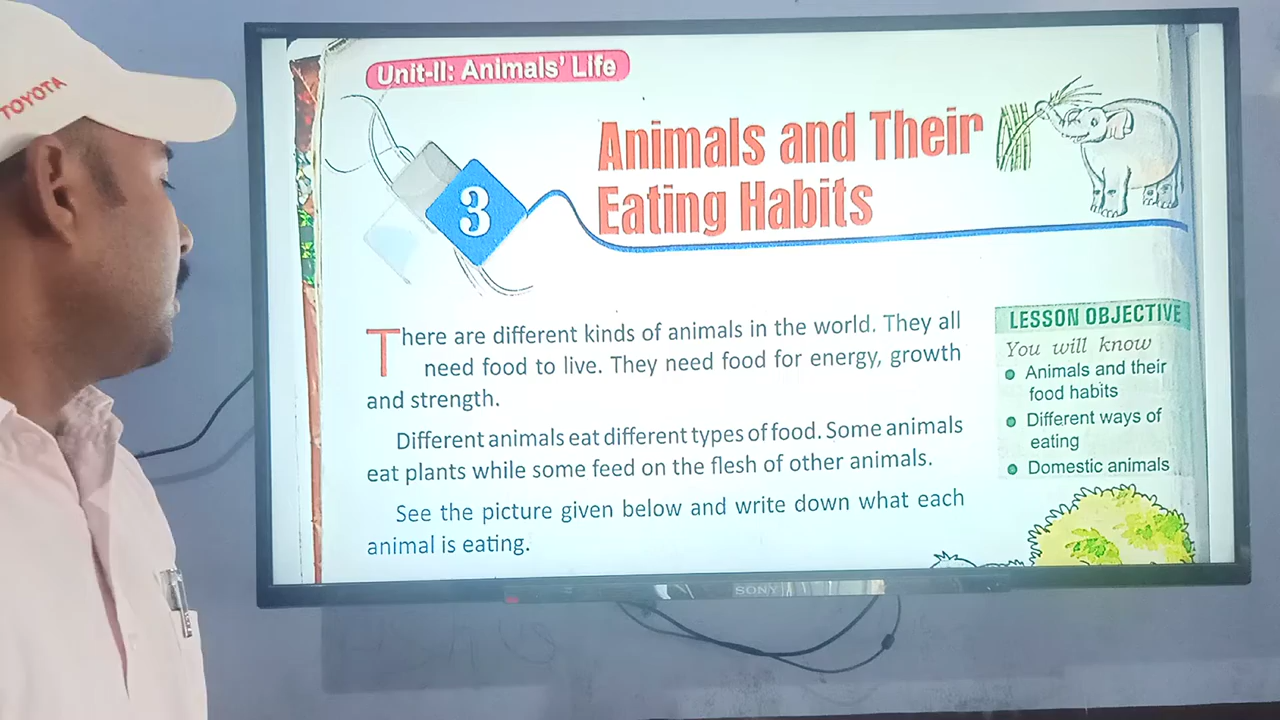 TOYOTA
Unit-II: Animals' Life
3
Animals and Their
Eating Habits
There are different kinds of animals in the world. They all
need food to live. They need food for energy, growth
and strength.
Different animals eat different types of food. Some animals
eat plants while some feed on the flesh of other animals.
See the picture given below and write down what each
animal is eating.
LESSON OBJECTIVE
You will know
• Animals and their
food habits
• Different ways of
eating
• Domestic animals
SONY